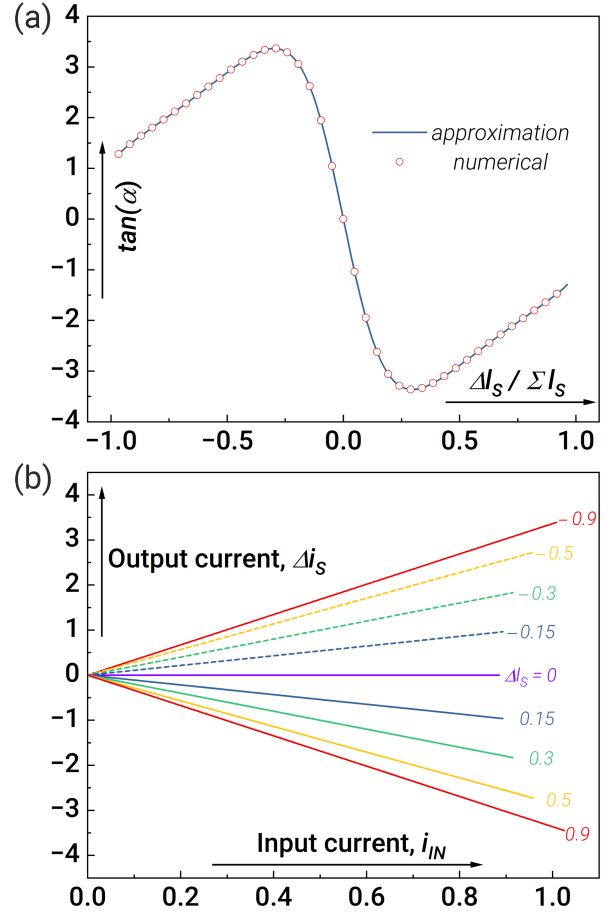 (a)
4
3
2
1
0
−1
−2
−3
−4
tan(α)
approximation
numerical
ΔI_S / Σ I_S
−1.0 −0.5 0.0 0.5 1.0
(b)
4
3
2
1
0
−1
−2
−3
−4
Output current, Δi_S
− 0.9
−0.5
−0.3
−0.15
ΔI_S = 0
0.15
0.3
0.5
0.9
Input current, i_IN
0.0 0.2 0.4 0.6 0.8 1.0